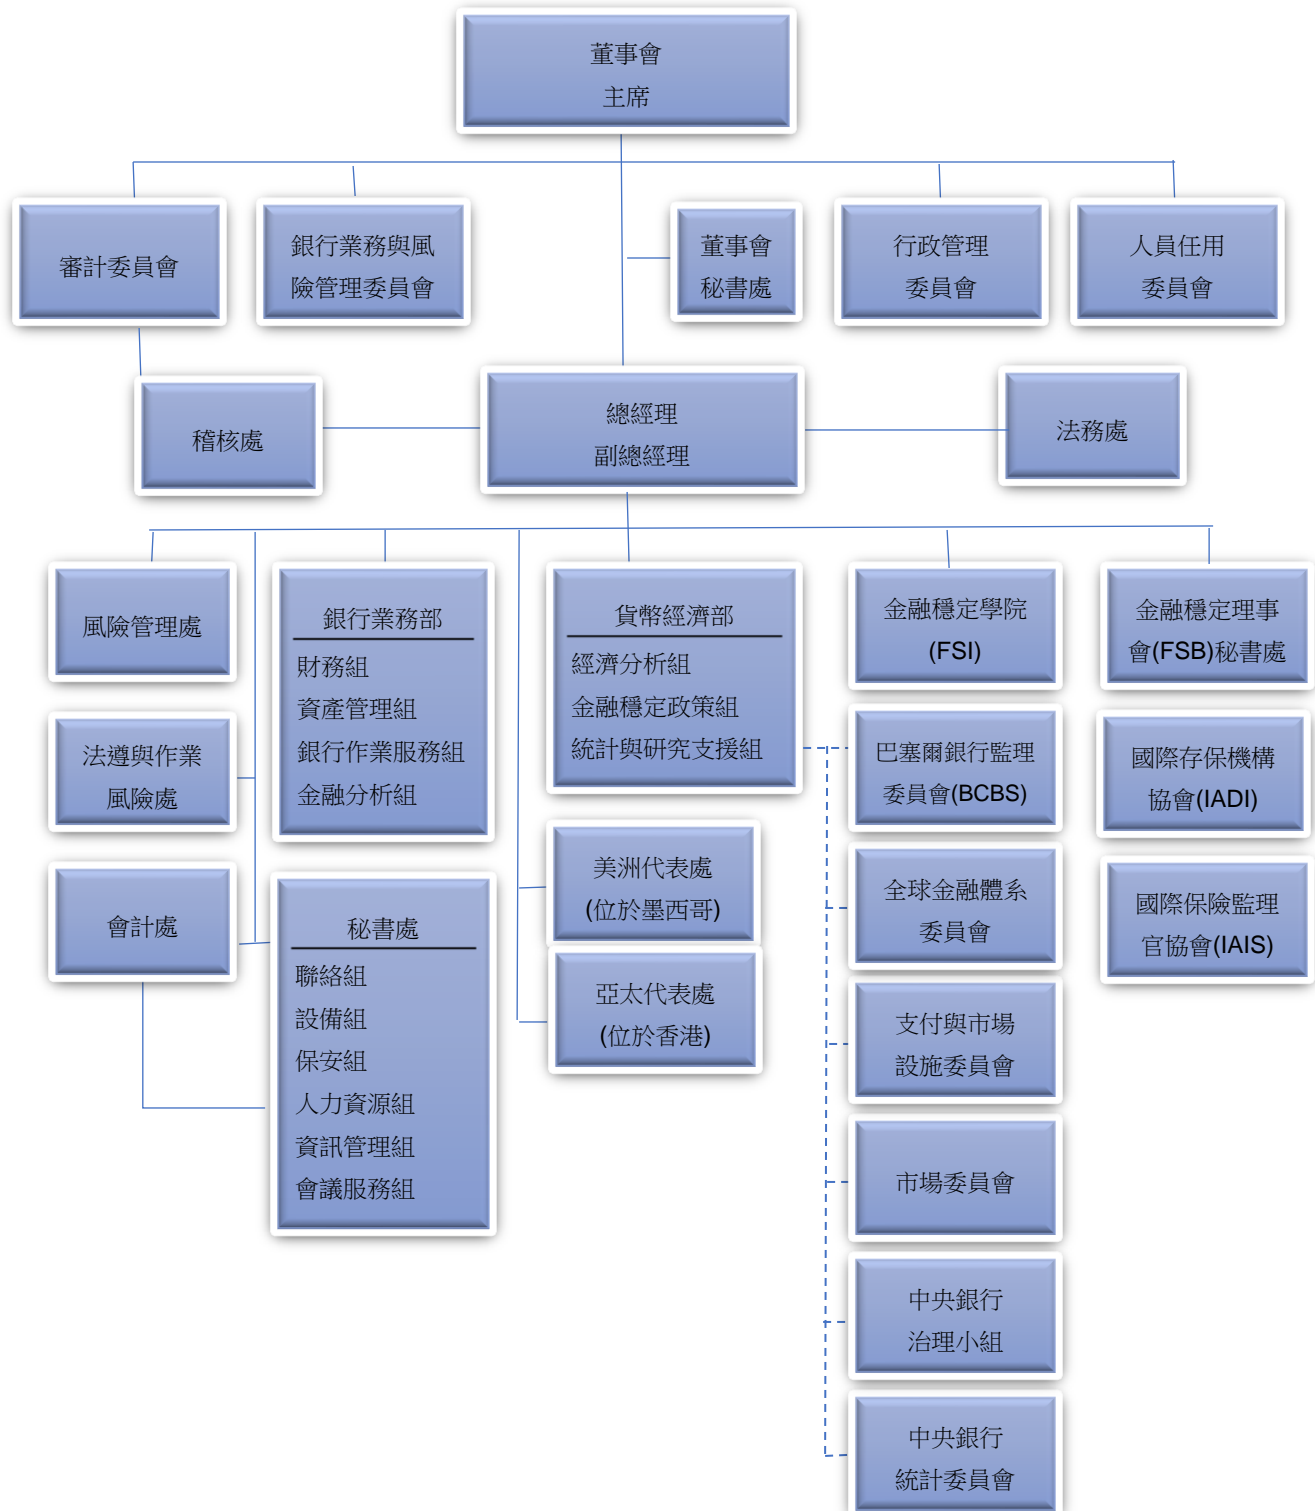 董事會
主席
審計委員會
銀行業務與風
險管理委員會
董事會
秘書處
行政管理
委員會
人員任用
委員會
稽核處
總經理
副總經理
法務處
風險管理處
法遵與作業
風險處
會計處
銀行業務部
財務組
資產管理組
銀行作業服務組
金融分析組
秘書處
聯絡組
設備組
保安組
人力資源組
資訊管理組
會議服務組
貨幣經濟部
經濟分析組
金融穩定政策組
統計與研究支援組
美洲代表處
(位於墨西哥)
亞太代表處
(位於香港)
金融穩定學院
(FSI)
巴塞爾銀行監理
委員會(BCBS)
全球金融體系
委員會
支付與市場
設施委員會
市場委員會
中央銀行
治理小組
中央銀行
統計委員會
金融穩定理事
會(FSB)秘書處
國際存保機構
協會(IADI)
國際保險監理
官協會(IAIS)